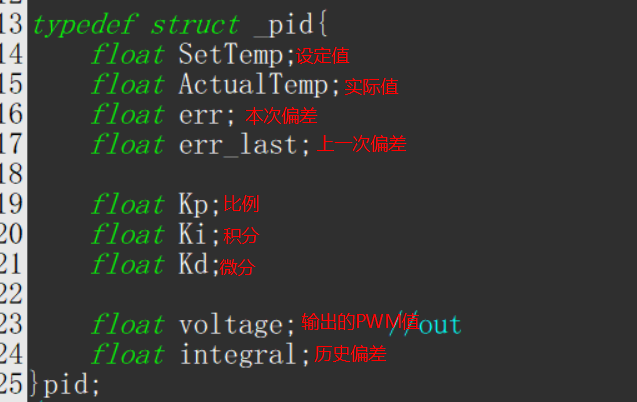 13 typedef struct _pid{
14 float SetTemp;设定值
15 float ActualTemp;实际值
16 float err; 本次偏差
17 float err_last;上一次偏差
18
19 float Kp;比例
20 float Ki;积分
21 float Kd;微分
22
23 float voltage;输出的PWM值 //out
24 float integral;历史偏差
25 }pid;